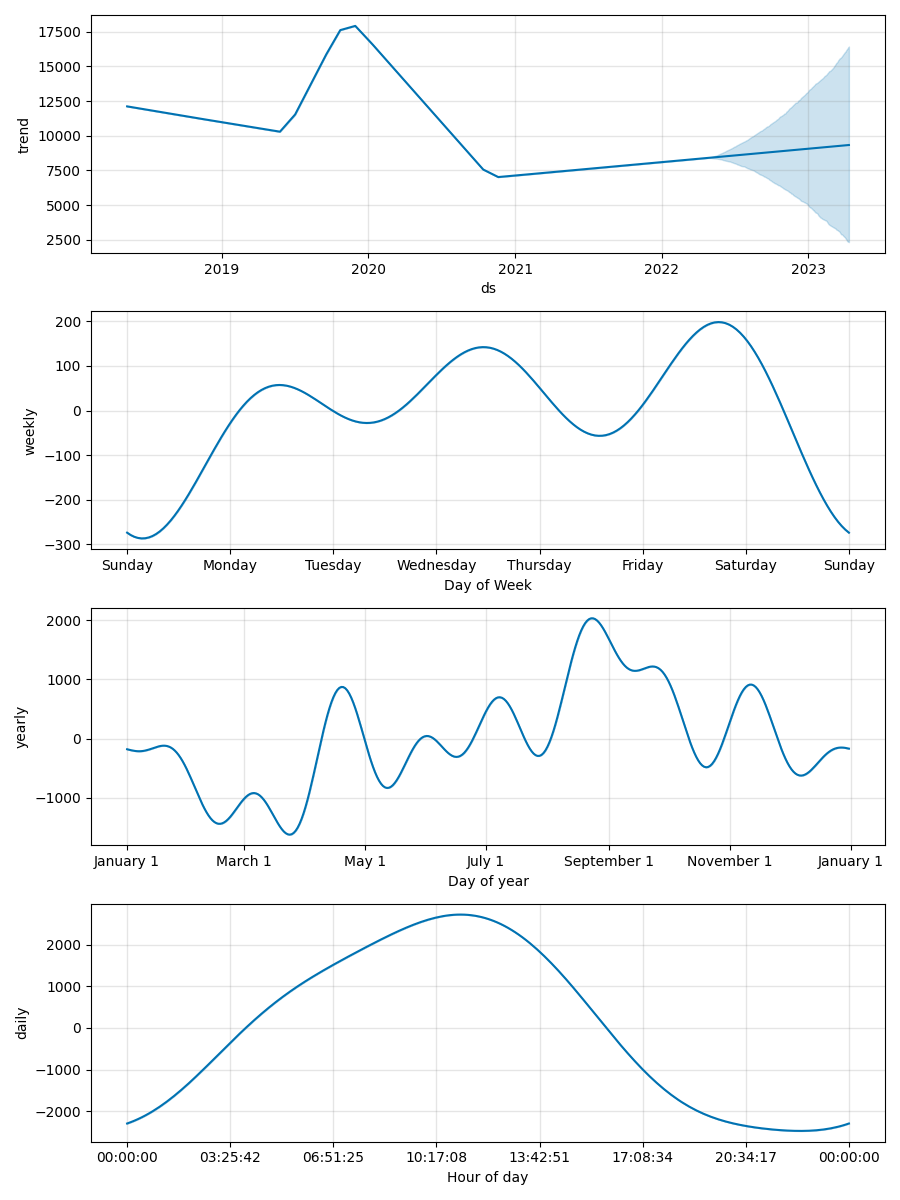 17500
15000
12500
10000
7500
5000
2500
trend
2019 2020 2021 2022 2023
ds
200
100
0
−100
−200
−300
weekly
Sunday Monday Tuesday Wednesday Thursday Friday Saturday Sunday
Day of Week
2000
1000
0
−1000
yearly
January 1 March 1 May 1 July 1 September 1 November 1 January 1
Day of year
2000
1000
0
−1000
−2000
daily
00:00:00 03:25:42 06:51:25 10:17:08 13:42:51 17:08:34 20:34:17 00:00:00
Hour of day